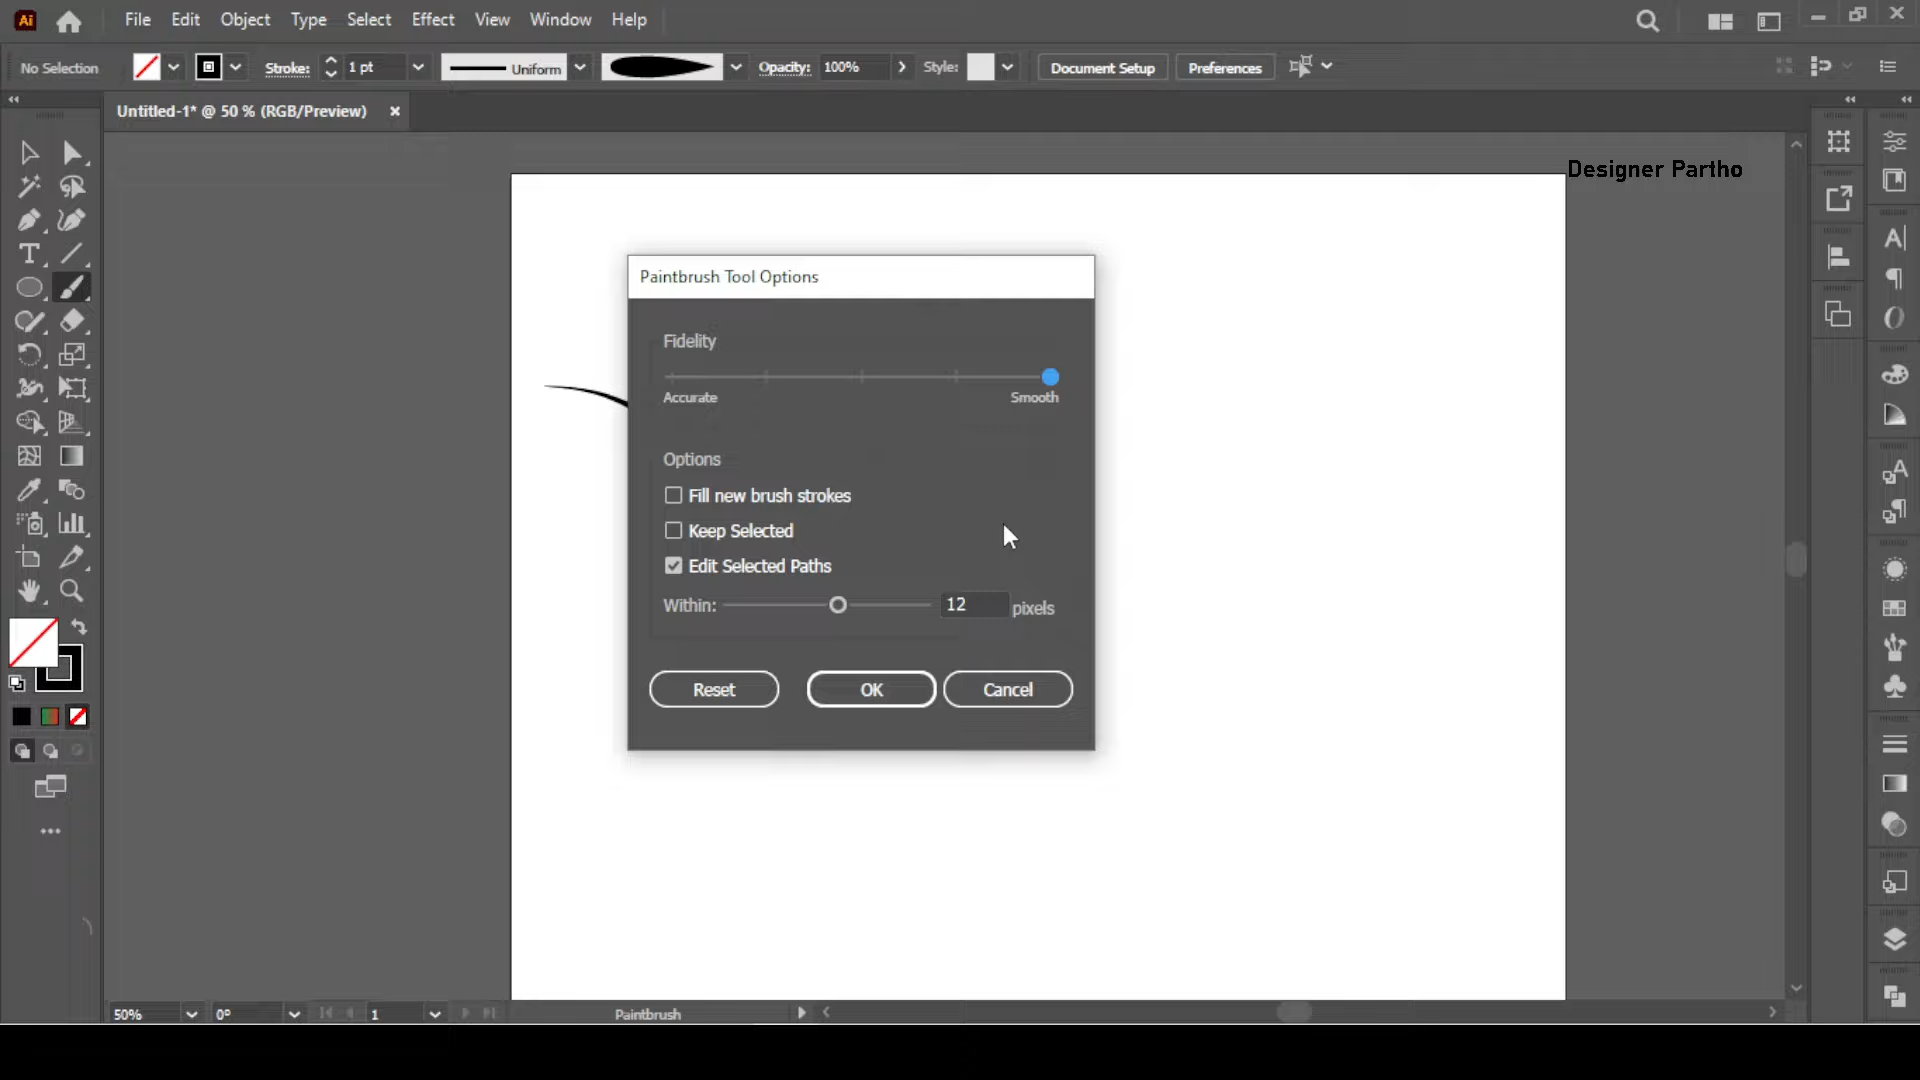 Ai File Edit Object Type Select Effect View Window Help
No Selection Stroke: 1 pt Uniform Opacity: 100% Style: Document Setup Preferences
Untitled-1* @ 50 % (RGB/Preview) ×
Designer Partho
Paintbrush Tool Options
Fidelity
Accurate Smooth
Options
Fill new brush strokes
Keep Selected
Edit Selected Paths
Within: 12 pixels
Reset OK Cancel
50% 0° 1 Paintbrush